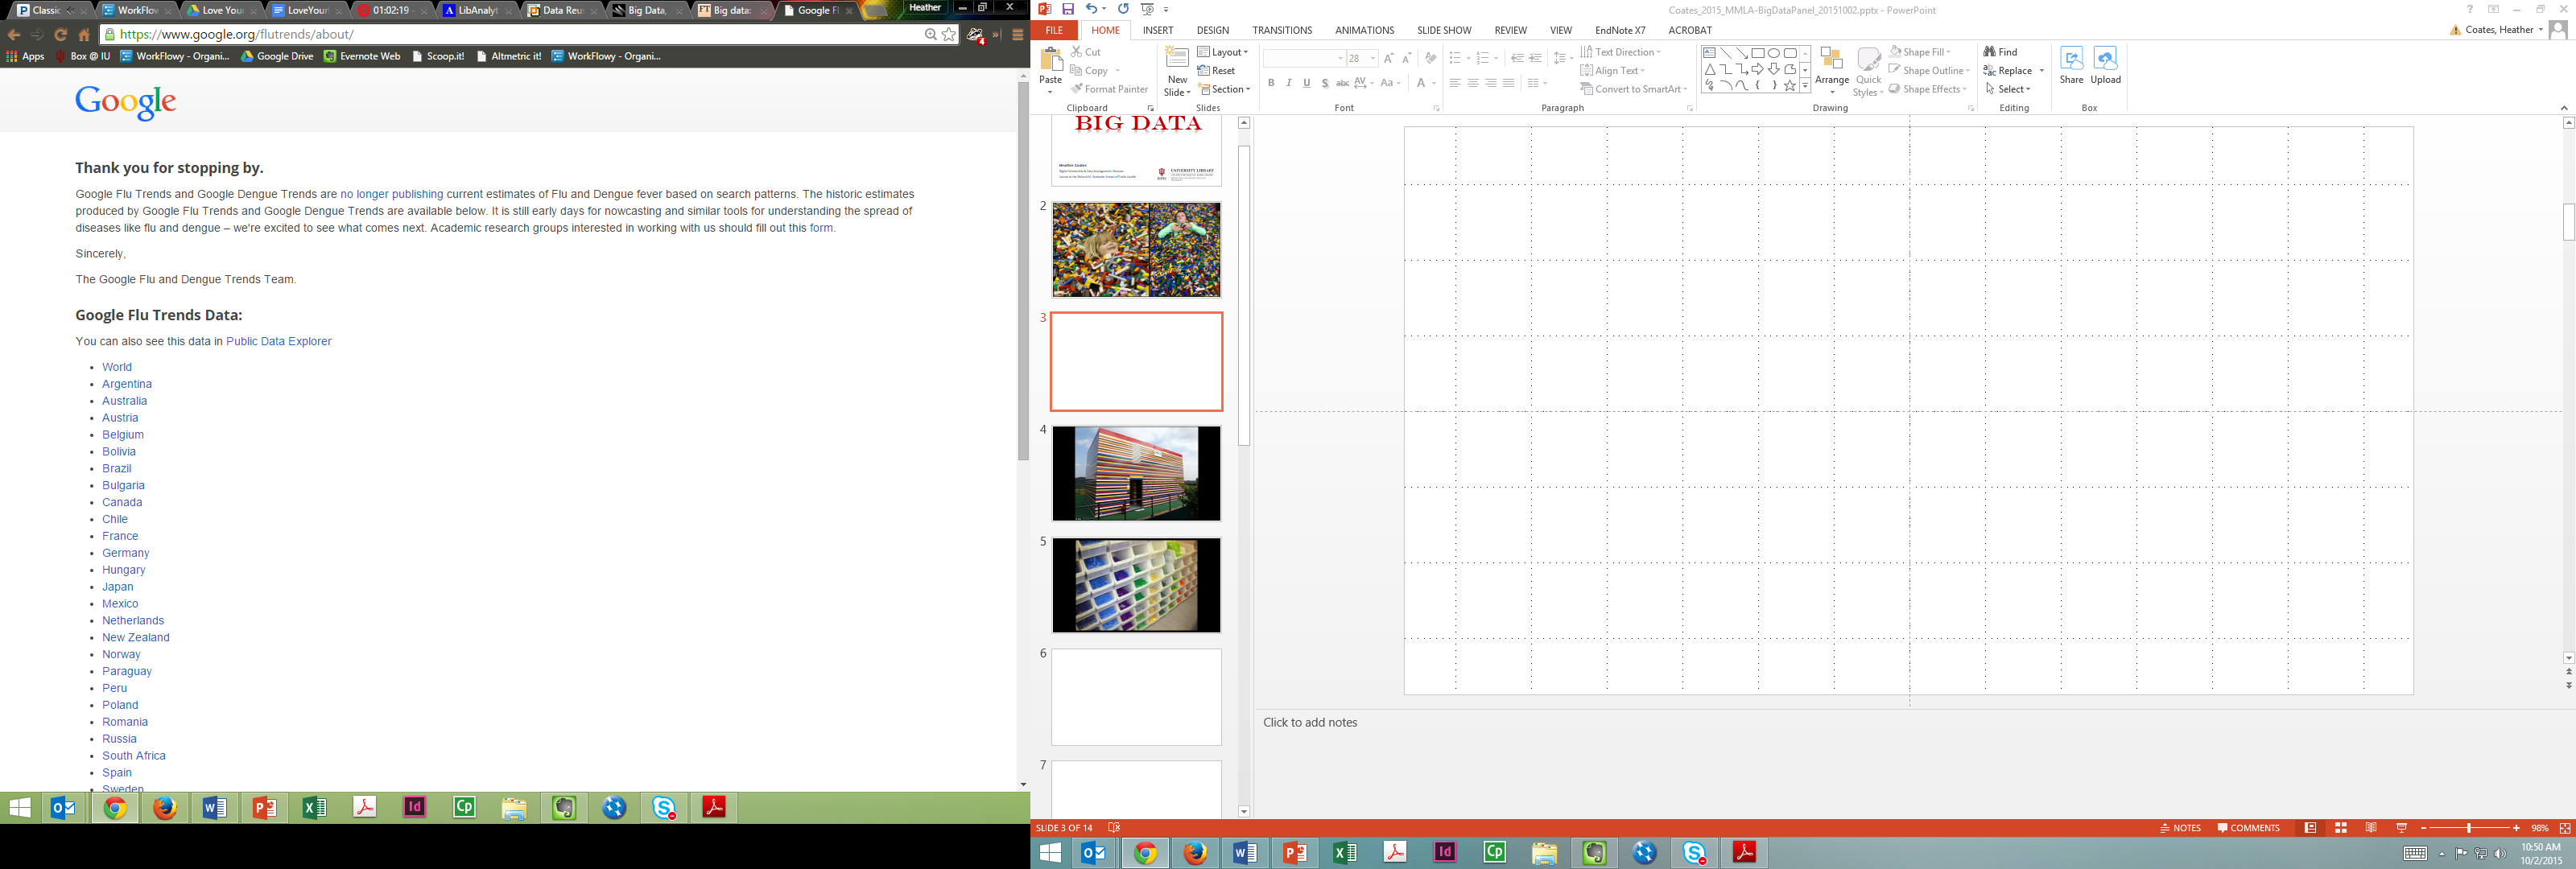 Classic
WorkFlow
Love Your
LoveYour
01:02:19
LibAnalyt
Data Reus
Big Data,
Big data:
Google Fl
Heather
https://www.google.org/flutrends/about/
Apps
Box @ IU
WorkFlowy - Organi...
Google Drive
Evernote Web
Scoop.it!
Altmetric it!
WorkFlowy - Organi...
Google
Thank you for stopping by.
Google Flu Trends and Google Dengue Trends are no longer publishing current estimates of Flu and Dengue fever based on search patterns. The historic estimates
produced by Google Flu Trends and Google Dengue Trends are available below. It is still early days for nowcasting and similar tools for understanding the spread of
diseases like flu and dengue – we're excited to see what comes next. Academic research groups interested in working with us should fill out this form.
Sincerely,
The Google Flu and Dengue Trends Team.
Google Flu Trends Data:
You can also see this data in Public Data Explorer
• World
• Argentina
• Australia
• Austria
• Belgium
• Bolivia
• Brazil
• Bulgaria
• Canada
• Chile
• France
• Germany
• Hungary
• Japan
• Mexico
• Netherlands
• New Zealand
• Norway
• Paraguay
• Peru
• Poland
• Romania
• Russia
• South Africa
• Spain
• Sweden
Coates_2015_MMLA-BigDataPanel_20151002.pptx - PowerPoint
FILE HOME INSERT DESIGN TRANSITIONS ANIMATIONS SLIDE SHOW REVIEW VIEW EndNote X7 ACROBAT
Coates, Heather
Paste
Cut
Copy
Format Painter
Clipboard
New
Slide
Layout
Reset
Section
Slides
28
B I U S abc AV Aa A
Font
Text Direction
Align Text
Convert to SmartArt
Paragraph
Arrange
Quick
Styles
Shape Fill
Shape Outline
Shape Effects
Drawing
Find
Replace
Select
Editing
Share
Upload
Box
BIG DATA
Heather Coates
UNIVERSITY LIBRARY
2
3
4
5
6
7
Click to add notes
SLIDE 3 OF 14
NOTES
COMMENTS
98%
10:50 AM
10/2/2015